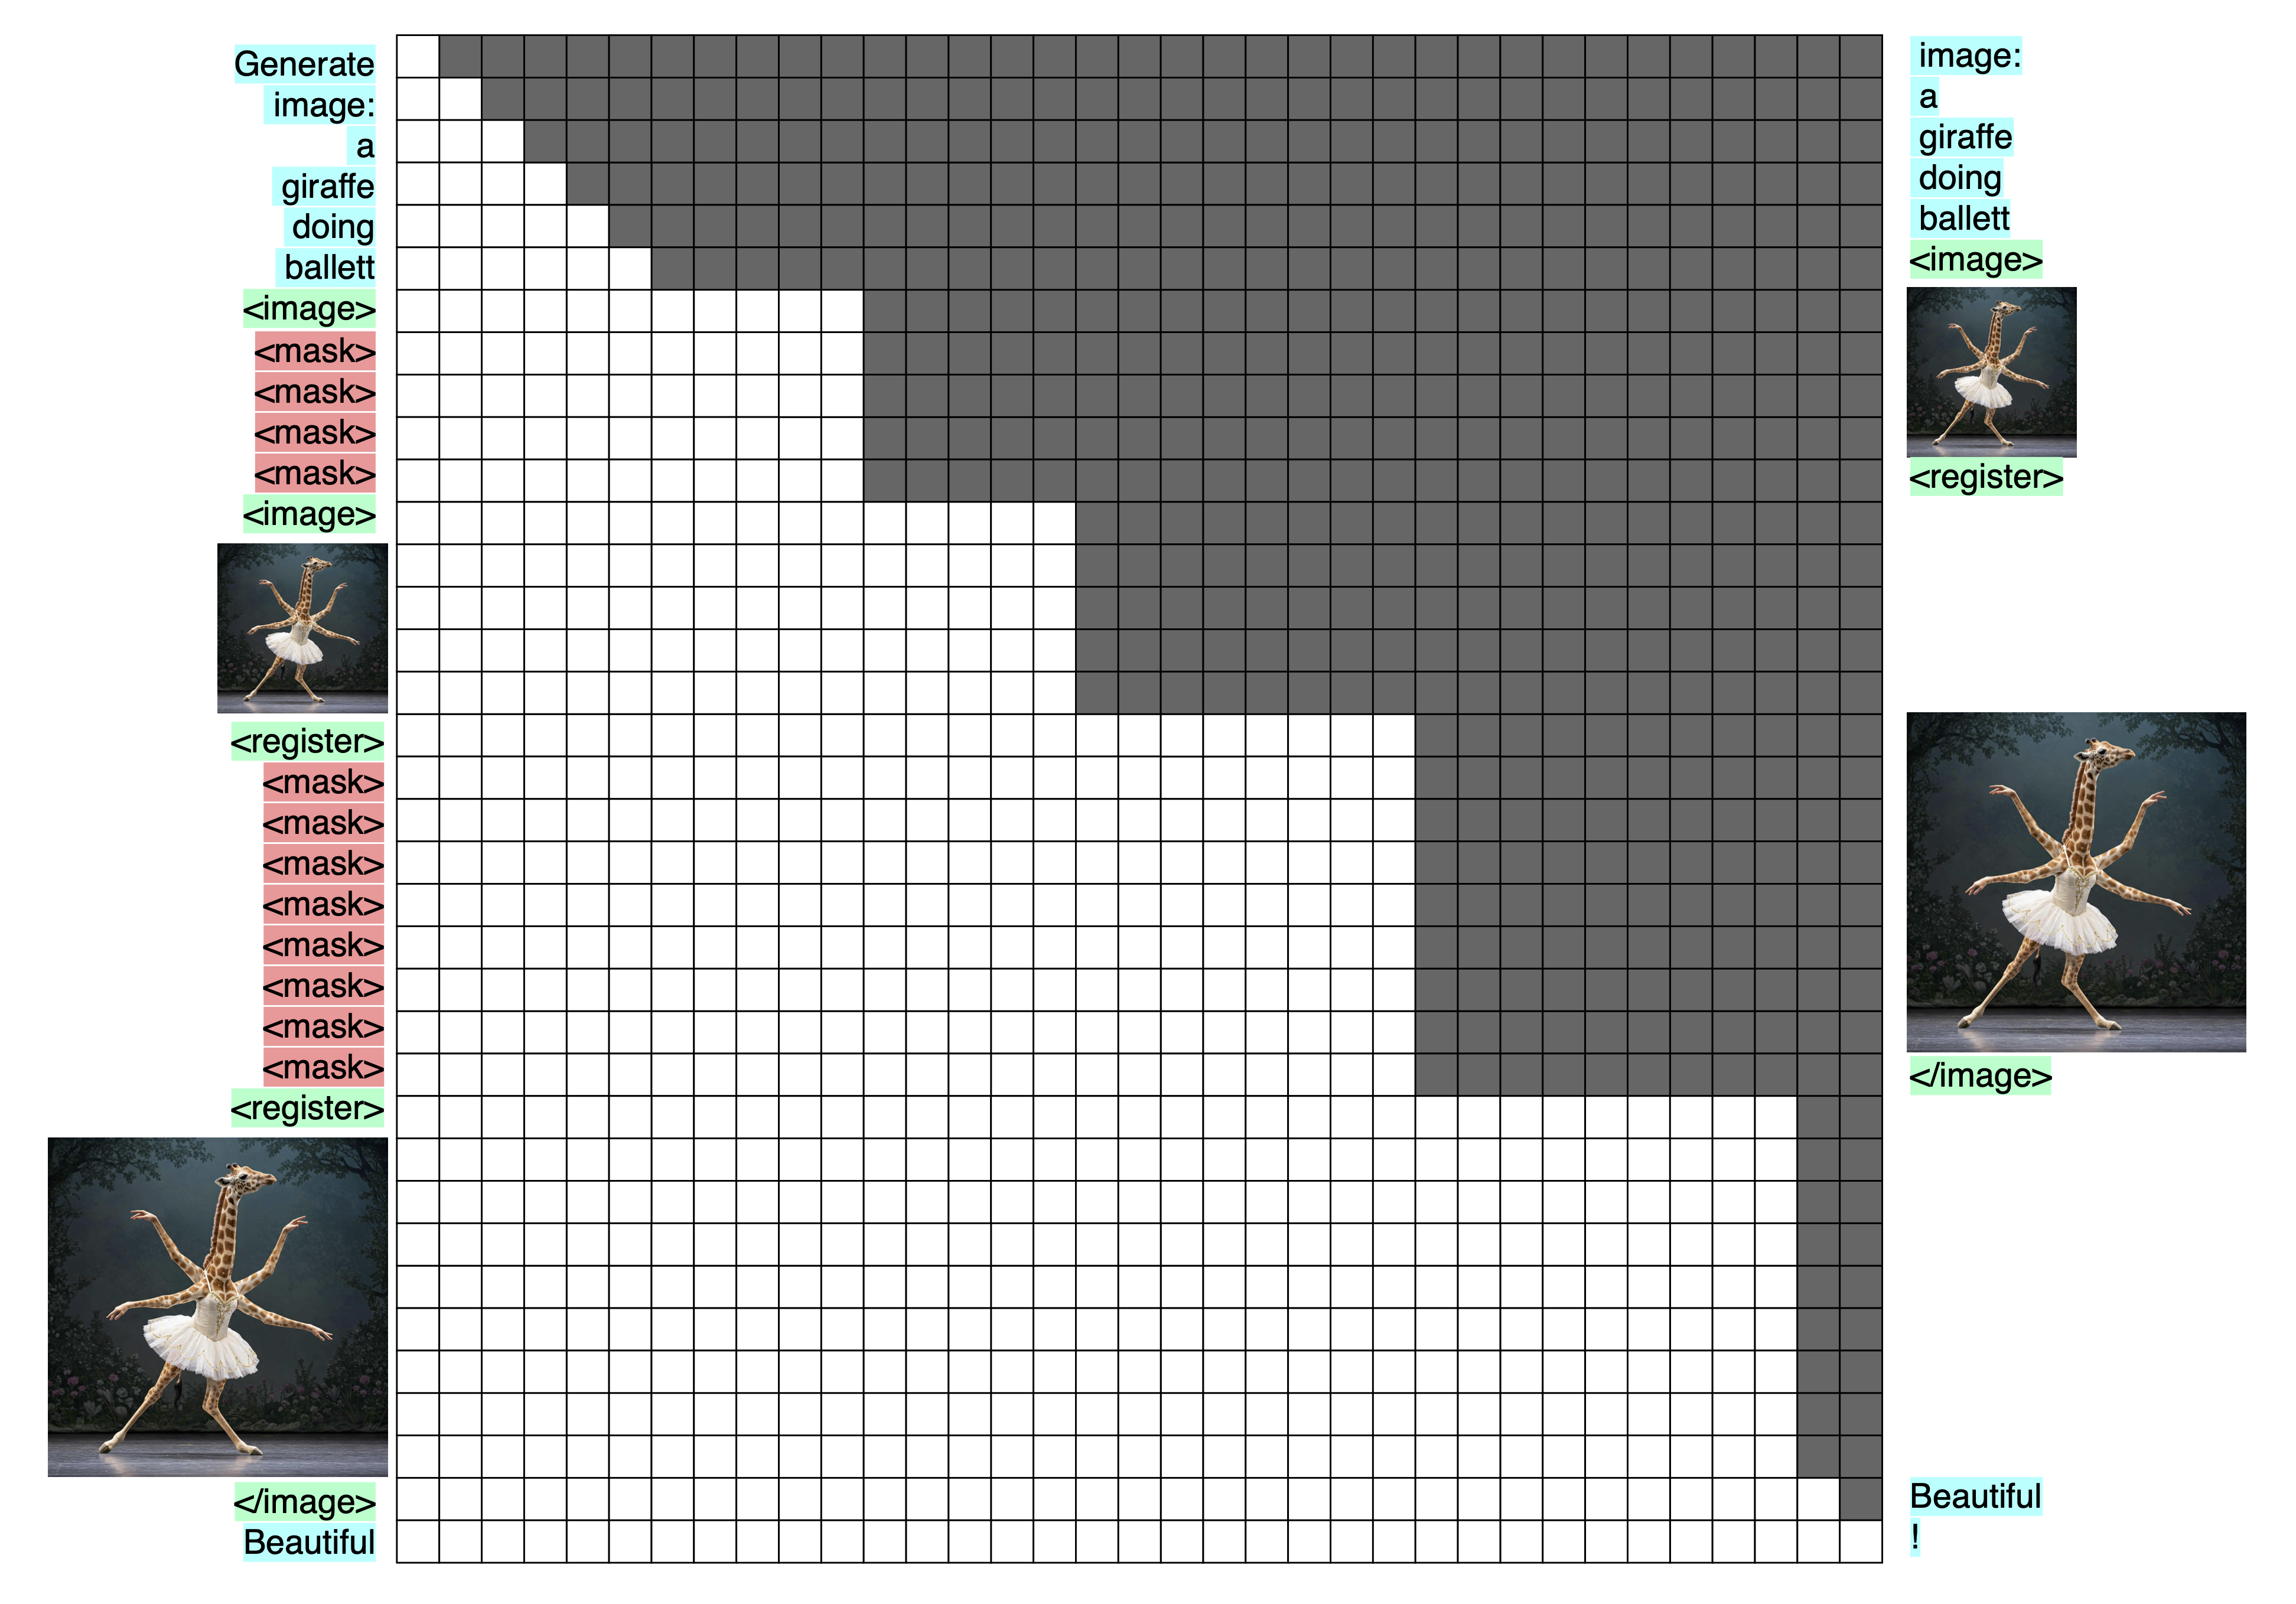 Generate
image:
a
giraffe
doing
ballett
<image>
<mask>
<mask>
<mask>
<mask>
<image>
<register>
<mask>
<mask>
<mask>
<mask>
<mask>
<mask>
<mask>
<mask>
<register>
</image>
Beautiful
image:
a
giraffe
doing
ballett
<image>
<register>
</image>
Beautiful
!